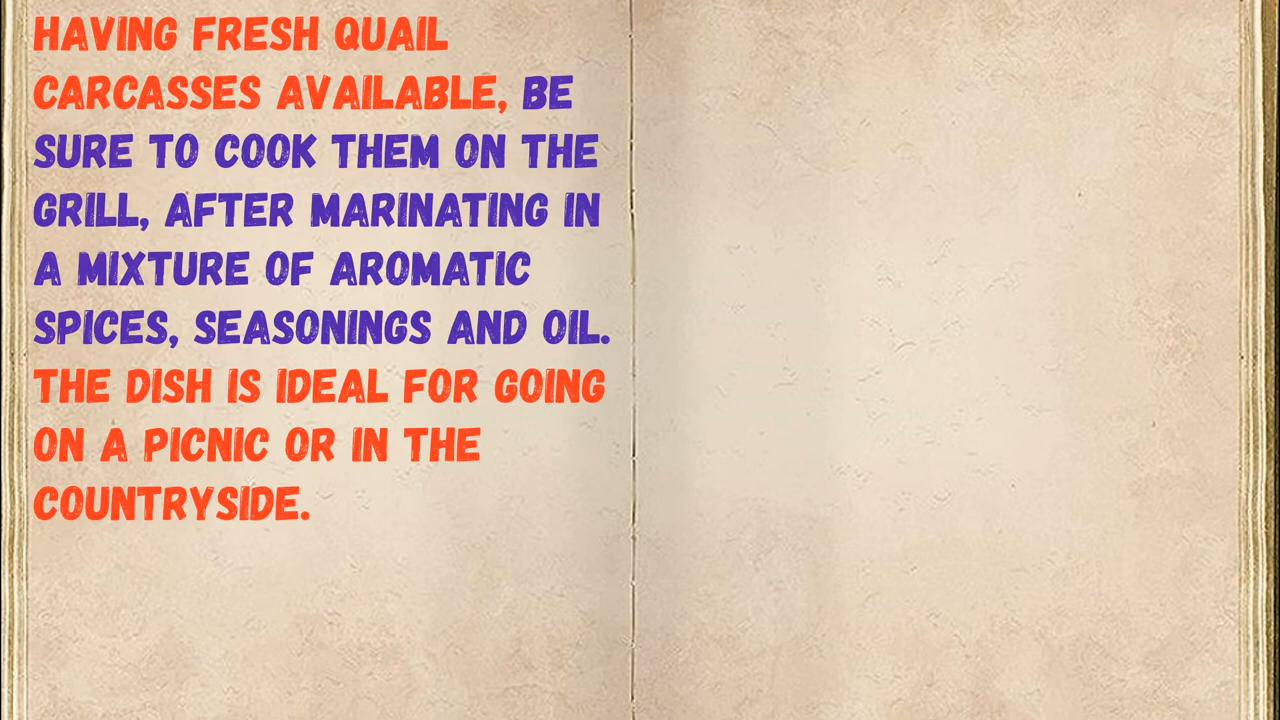 HAVING FRESH QUAIL
CARCASSES AVAILABLE, BE
SURE TO COOK THEM ON THE
GRILL, AFTER MARINATING IN
A MIXTURE OF AROMATIC
SPICES, SEASONINGS AND OIL.
THE DISH IS IDEAL FOR GOING
ON A PICNIC OR IN THE
COUNTRYSIDE.